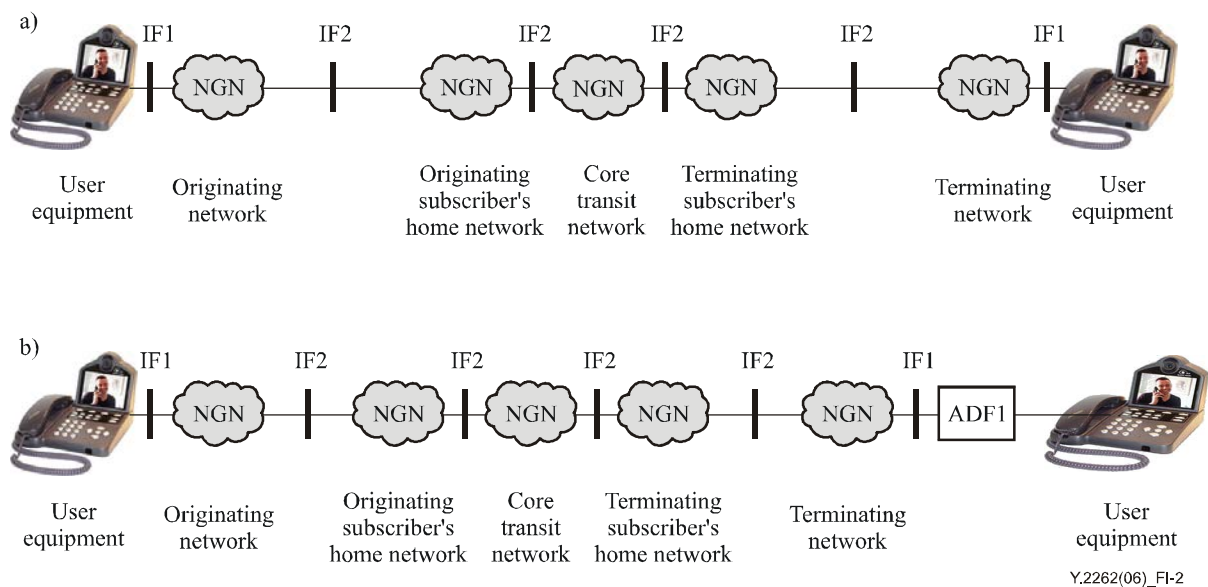 a)
IF1
IF2
IF2
IF2
IF2
IF1
NGN
NGN
NGN
NGN
NGN
User
equipment
Originating
network
Originating
subscriber's
home network
Core
transit
network
Terminating
subscriber's
home network
Terminating
network
User
equipment
b)
IF1
IF2
IF2
IF2
IF2
IF1
NGN
NGN
NGN
NGN
NGN
ADF1
User
equipment
Originating
network
Originating
subscriber's
home network
Core
transit
network
Terminating
subscriber's
home network
Terminating
network
User
equipment
Y.2262(06)_FI-2